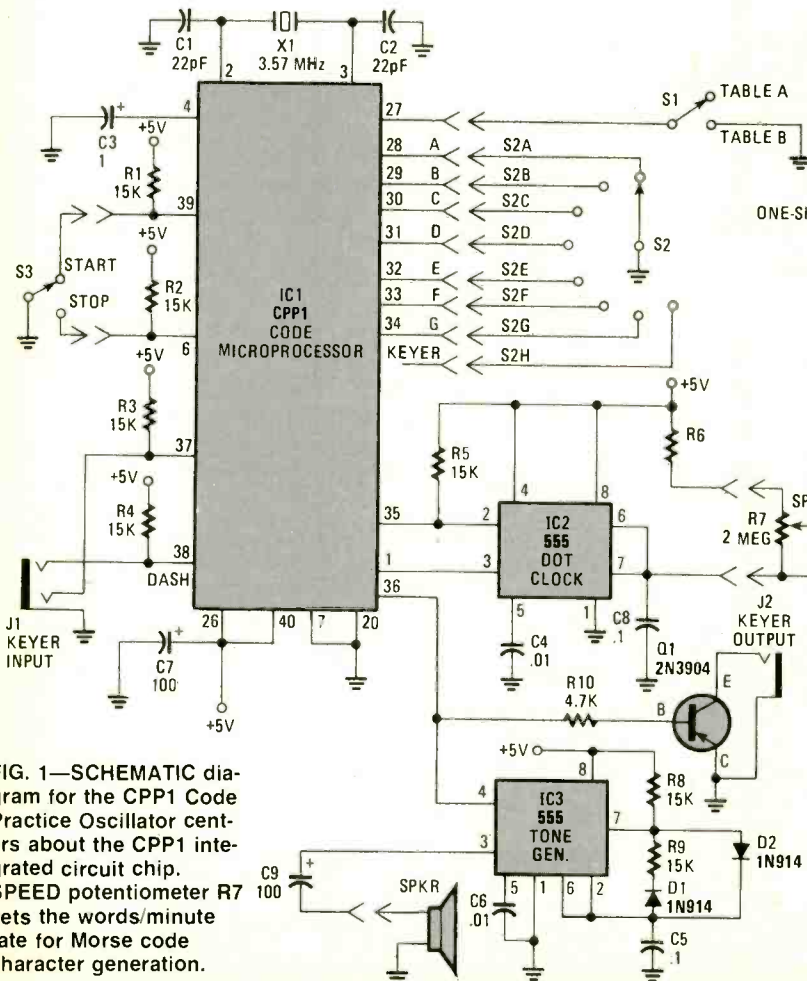 C1
22pF
X1
3.57 MHz
C2
22pF
2
3
4
C3
1
+5V
R1
15K
39
S3
START
STOP
+5V
R2
15K
6
+5V
R3
15K
37
+5V
R4
15K
38
DASH
J1
KEYER
INPUT
C7
100
26
40
7
20
+5V
IC1
CPP1
CODE
MICROPROCESSOR
27
S1
TABLE A
TABLE B
28 A S2A
29 B S2B
30 C S2C
31 D S2D
32 E S2E
33 F S2F
34 G S2G
KEYER S2H
S2
ONE-S
+5V
R6
R5
15K
35
1
36
4
8
2
3
6
7
5
1
IC2
555
DOT
CLOCK
SP
R7
2 MEG
C4
.01
C8
.1
Q1
2N3904
J2
KEYER
OUTPUT
R10
4.7K
B
E
C
+5V
8
4
3
7
5
1
6
2
IC3
555
TONE
GEN.
R8
15K
R9
15K
D2
1N914
D1
1N914
C9
100
SPKR
C6
.01
C5
.1
FIG. 1—SCHEMATIC dia-
gram for the CPP1 Code
Practice Oscillator cent-
rs about the CPP1 inte-
grated circuit chip.
SPEED potentiometer R7
ets the words/minute
ate for Morse code
haracter generation.